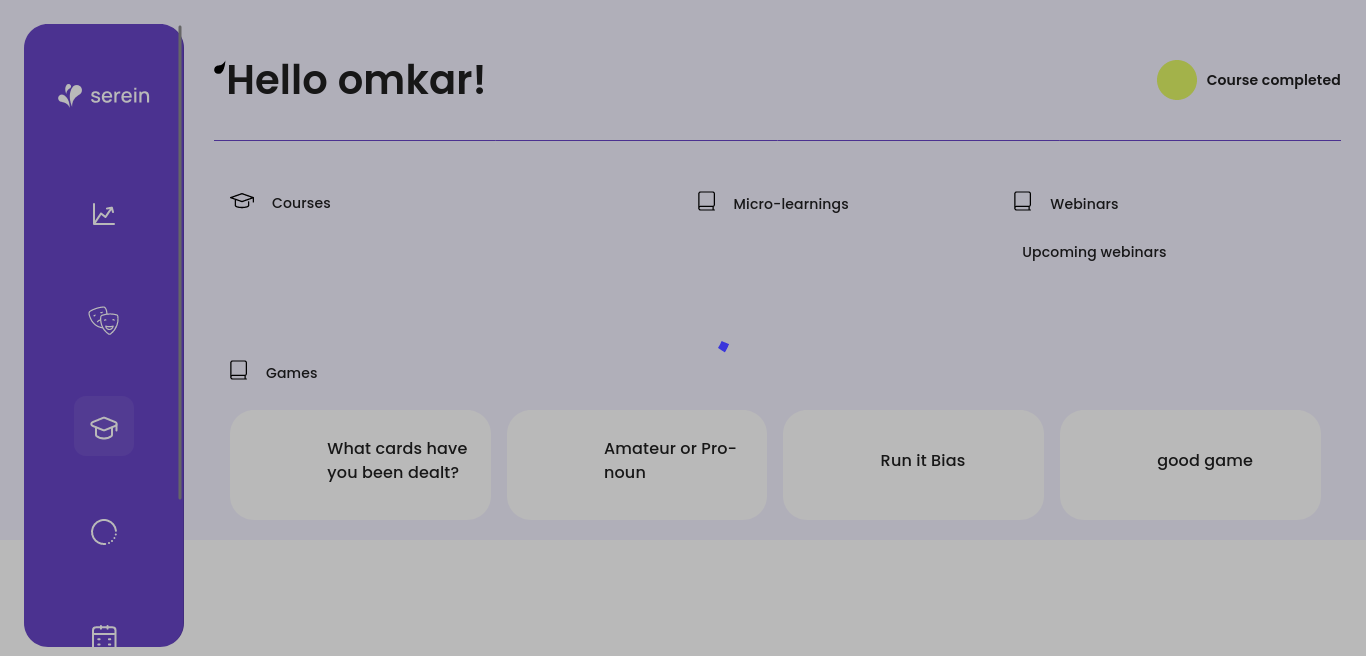 serein
Hello omkar!
Course completed
Courses
Micro-learnings
Webinars
Upcoming webinars
Games
What cards have
you been dealt?
Amateur or Pro-
noun
Run it Bias
good game